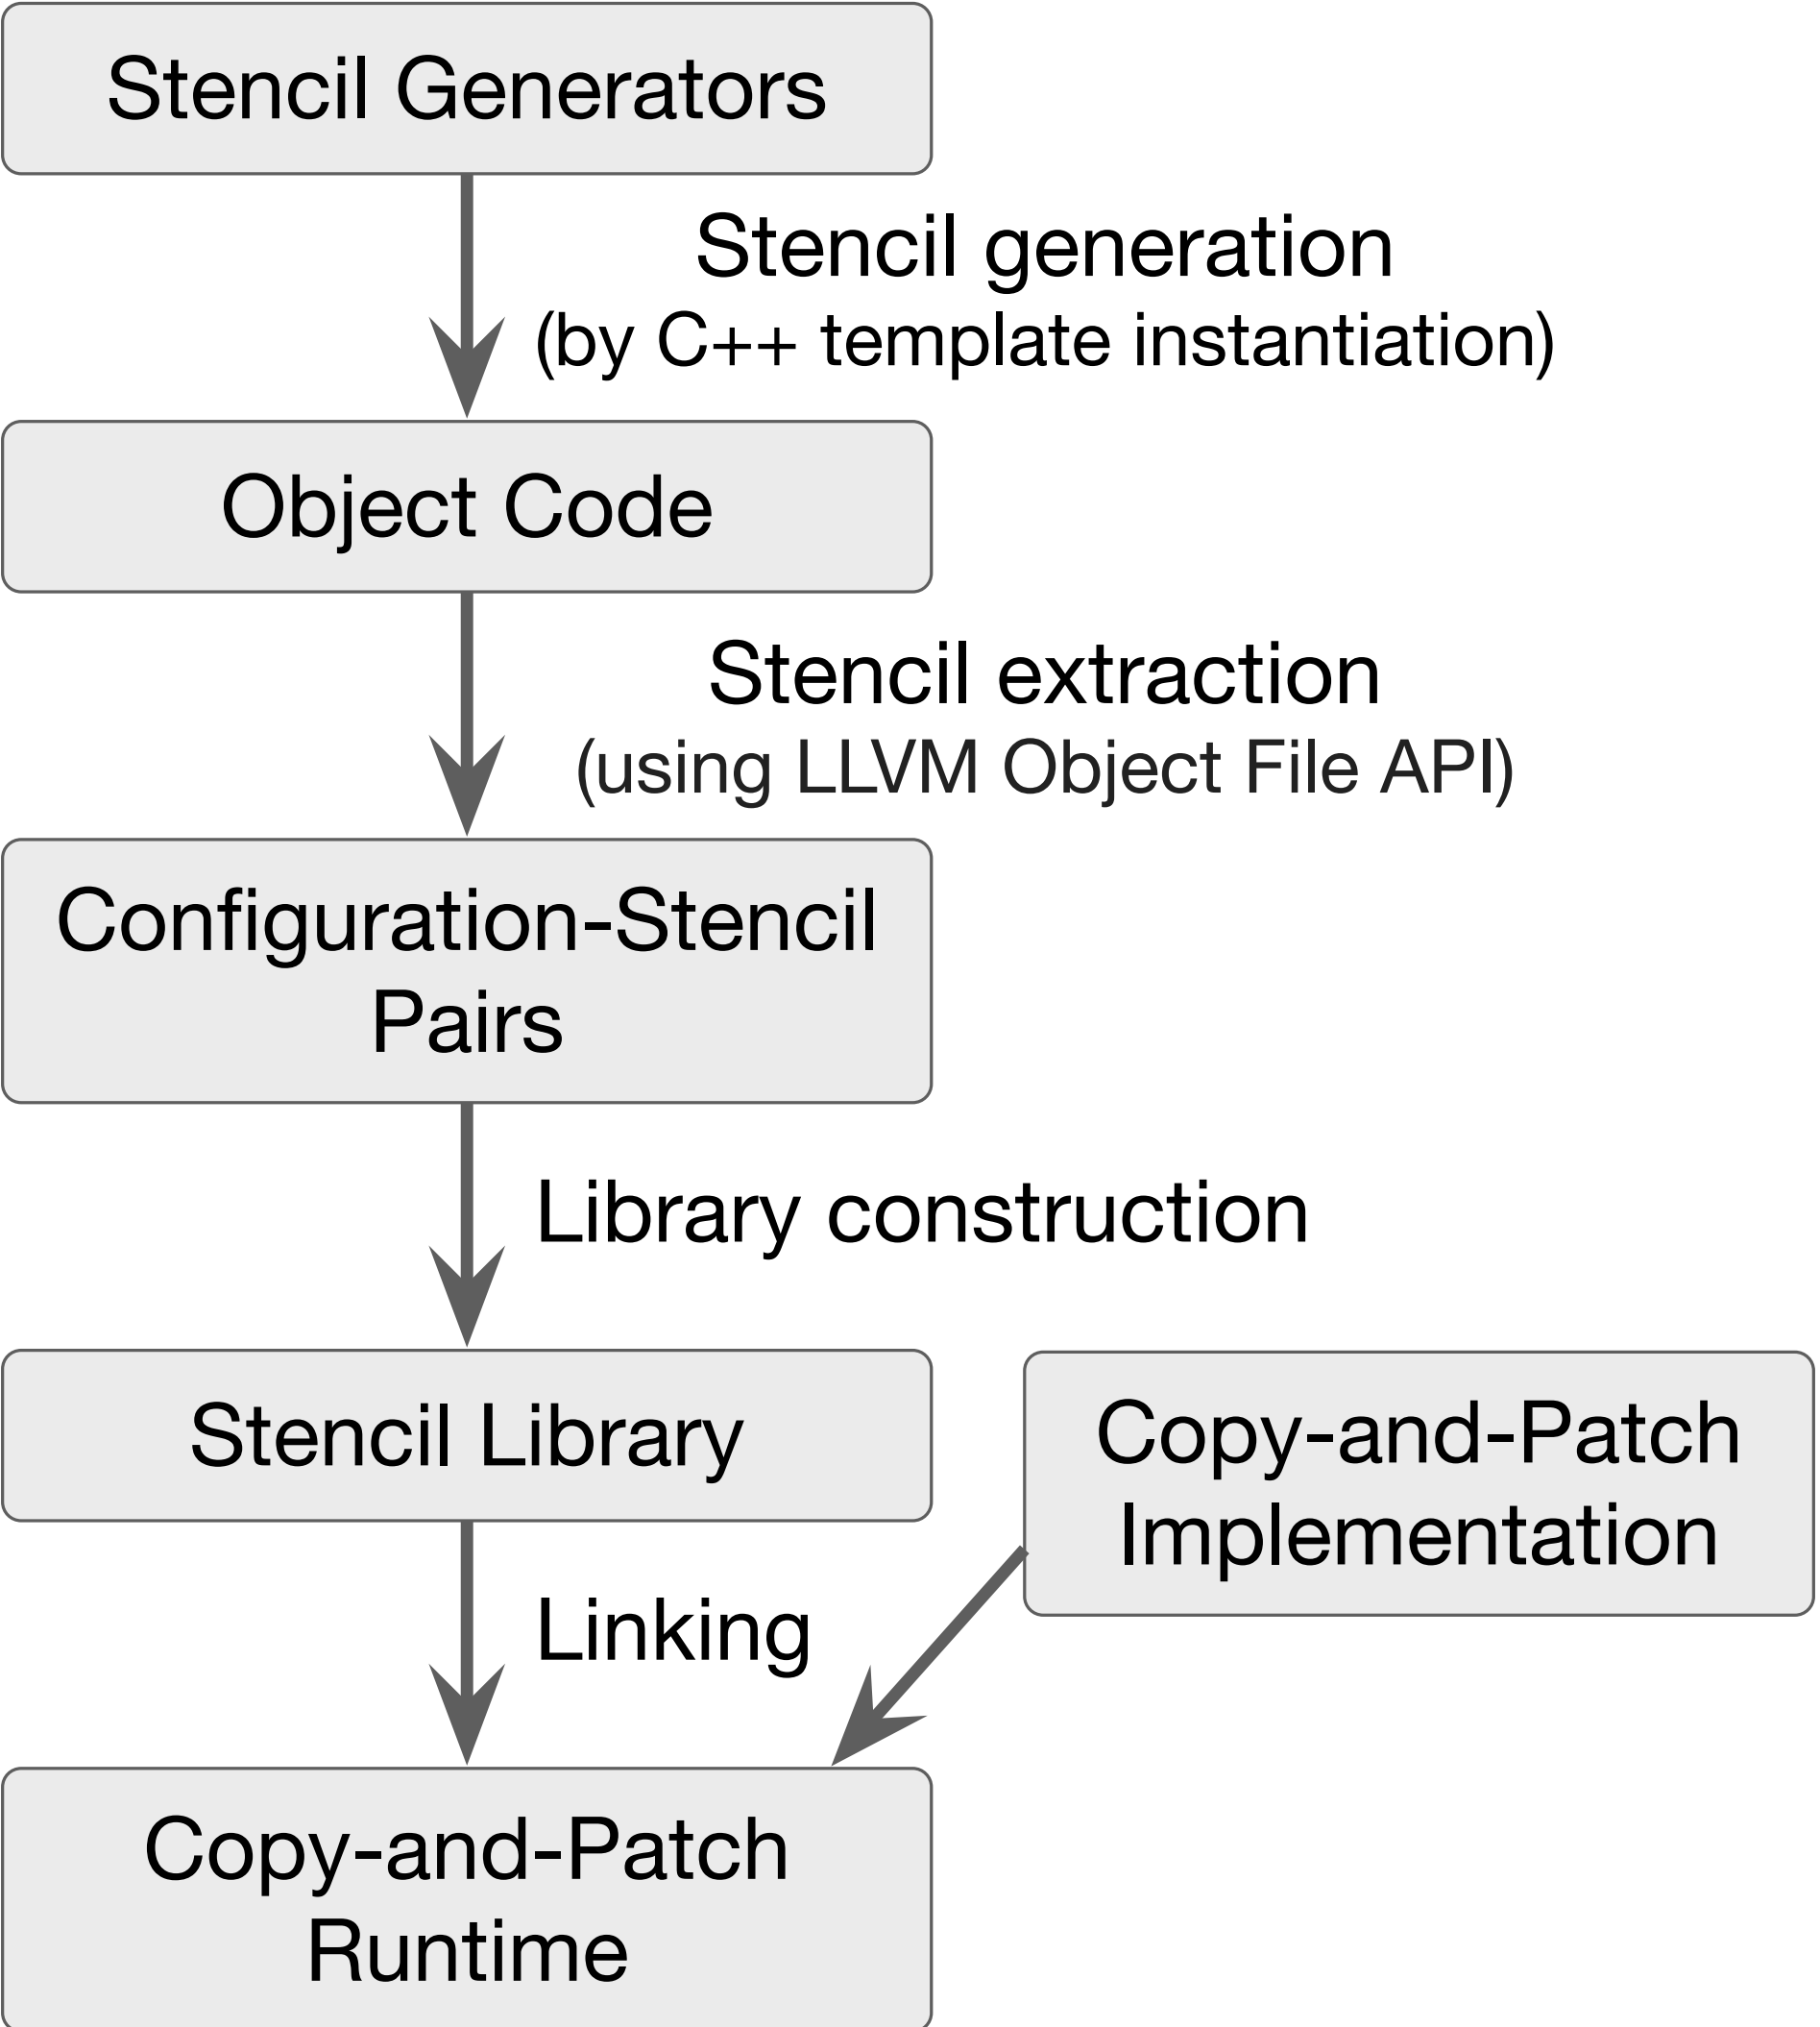 Stencil Generators
Stencil generation
(by C++ template instantiation)
Object Code
Stencil extraction
(using LLVM Object File API)
Configuration-Stencil
Pairs
Library construction
Stencil Library
Copy-and-Patch
Implementation
Linking
Copy-and-Patch
Runtime